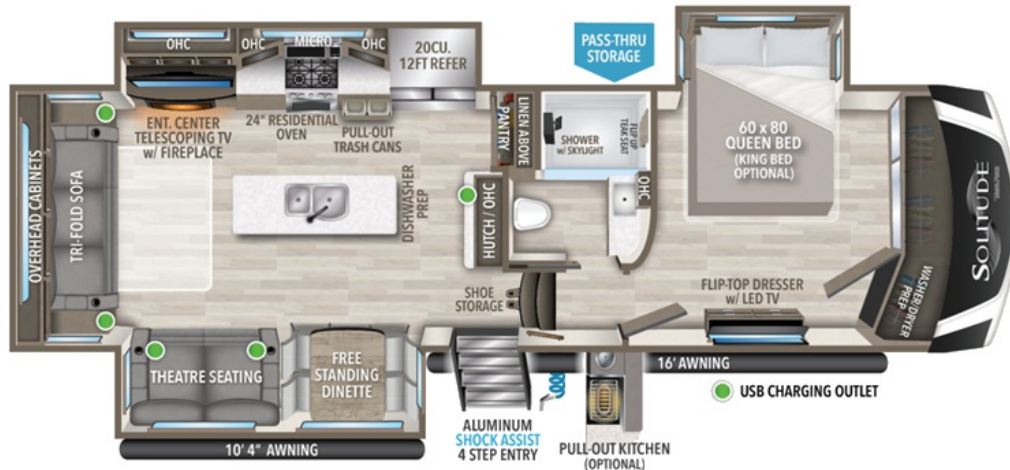 OHC
OHC
MICRO
OHC
20CU.
12FT REFER
PASS-THRU
STORAGE
ENT. CENTER
TELESCOPING TV
w/ FIREPLACE
24" RESIDENTIAL
OVEN
PULL-OUT
TRASH CANS
PANTRY
LINEN ABOVE
SHOWER
w/ SKYLIGHT
FLIP UP
TEAK SEAT
60 x 80
QUEEN BED
(KING BED
OPTIONAL)
OVERHEAD CABINETS
TRI-FOLD SOFA
DISHWASHER
PREP
HUTCH / OHC
OHC
SOLITUDE
WASHER/DRYER
PREP
SHOE
STORAGE
FLIP-TOP DRESSER
w/ LED TV
THEATRE SEATING
FREE
STANDING
DINETTE
16' AWNING
USB CHARGING OUTLET
10' 4" AWNING
ALUMINUM
SHOCK ASSIST
4 STEP ENTRY
PULL-OUT KITCHEN
(OPTIONAL)